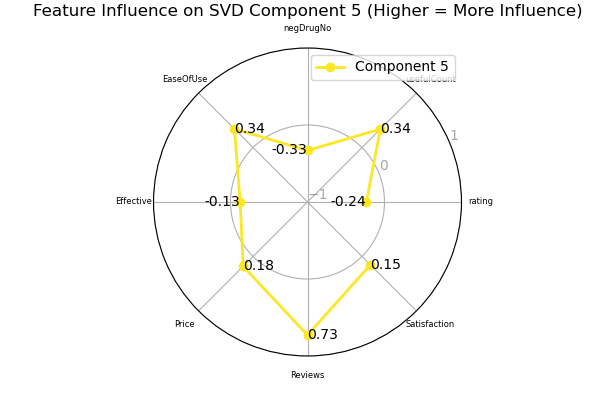 Feature Influence on SVD Component 5 (Higher = More Influence)
negDrugNo
Component 5
EaseOfUse
usefulCount
0.34
0.34
1
-0.33
0
−1
Effective
-0.13
-0.24
rating
0.18
0.15
Price
Satisfaction
0.73
Reviews